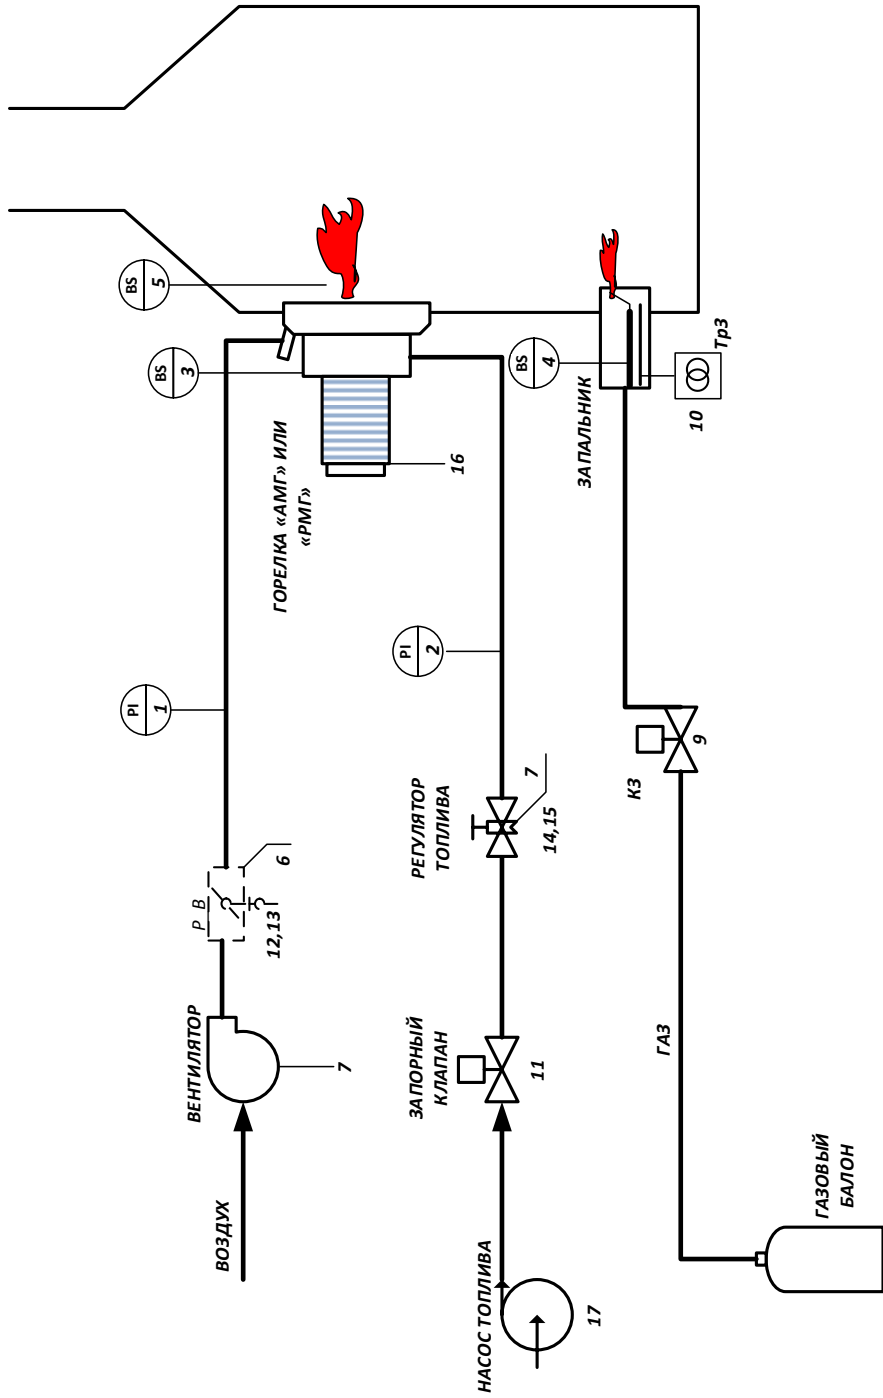 BS
5
BS
3
ГОРЕЛКА «АМГ» ИЛИ
«РМГ»
16
BS
4
ЗАПАЛЬНИК
10
Тр3
PI
1
PI
2
РЕГУЛЯТОР
ТОПЛИВА
7
14,15
К3
9
Р В
6
12,13
ВЕНТИЛЯТОР
7
ВОЗДУХ
ЗАПОРНЫЙ
КЛАПАН
11
ГАЗ
НАСОС ТОПЛИВА
17
ГАЗОВЫЙ
БАЛОН